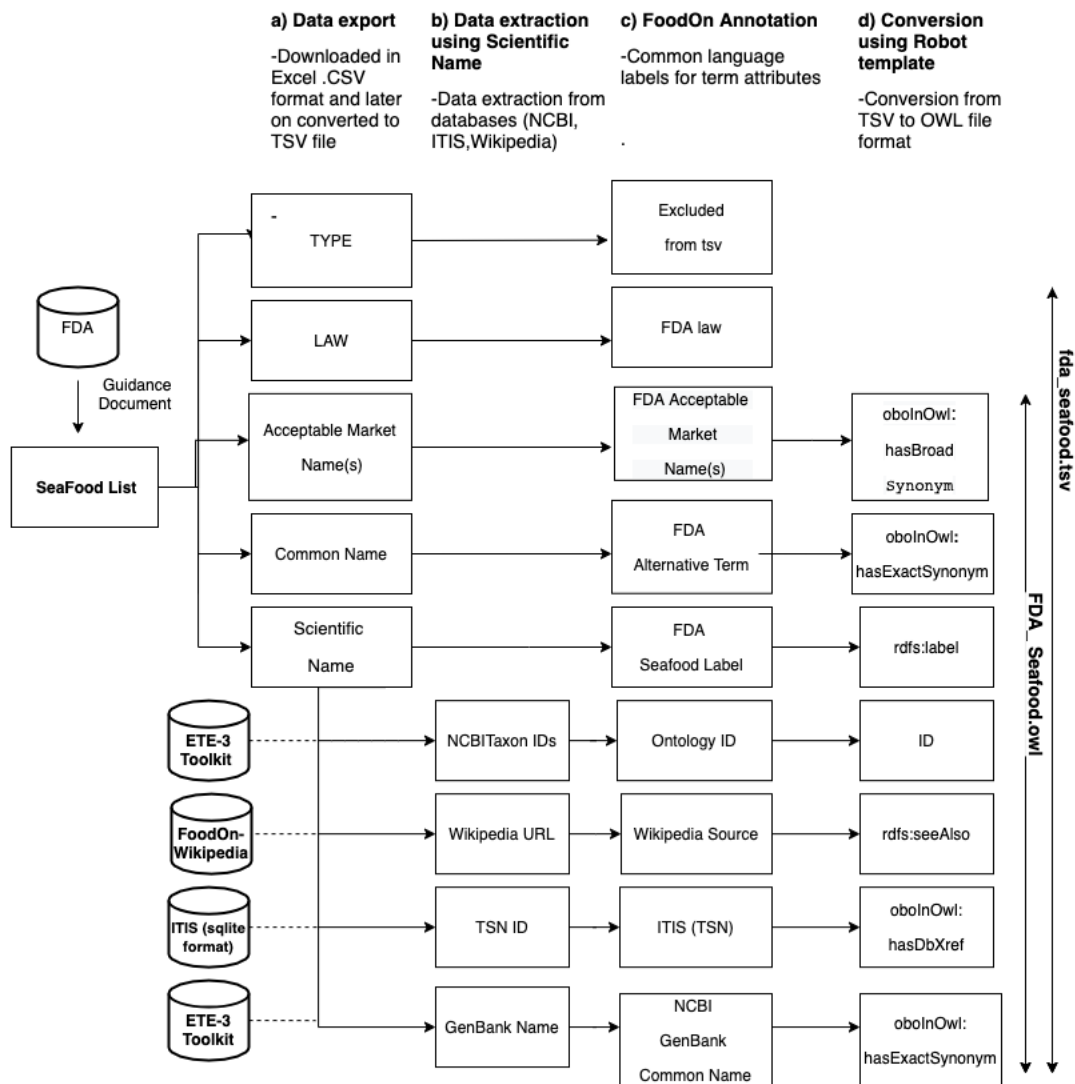 a) Data export
-Downloaded in
Excel .CSV
format and later
on converted to
TSV file
b) Data extraction
using Scientific
Name
-Data extraction from
databases (NCBI,
ITIS,Wikipedia)
c) FoodOn Annotation
-Common language
labels for term attributes
.
d) Conversion
using Robot
template
-Conversion from
TSV to OWL file
format
FDA
Guidance
Document
SeaFood List
-
TYPE
Excluded
from tsv
LAW
FDA law
Acceptable Market
Name(s)
FDA Acceptable
Market
Name(s)
oboInOwl:
hasBroad
Synonym
Common Name
FDA
Alternative Term
oboInOwl:
hasExactSynonym
Scientific
Name
FDA
Seafood Label
rdfs:label
ETE-3
Toolkit
NCBITaxon IDs
Ontology ID
ID
FoodOn-
Wikipedia
Wikipedia URL
Wikipedia Source
rdfs:seeAlso
ITIS (sqlite
format)
TSN ID
ITIS (TSN)
oboInOwl:
hasDbXref
ETE-3
Toolkit
GenBank Name
NCBI
GenBank
Common Name
oboInOwl:
hasExactSynonym
FDA_ Seafood.owl
fda_seafood.tsv